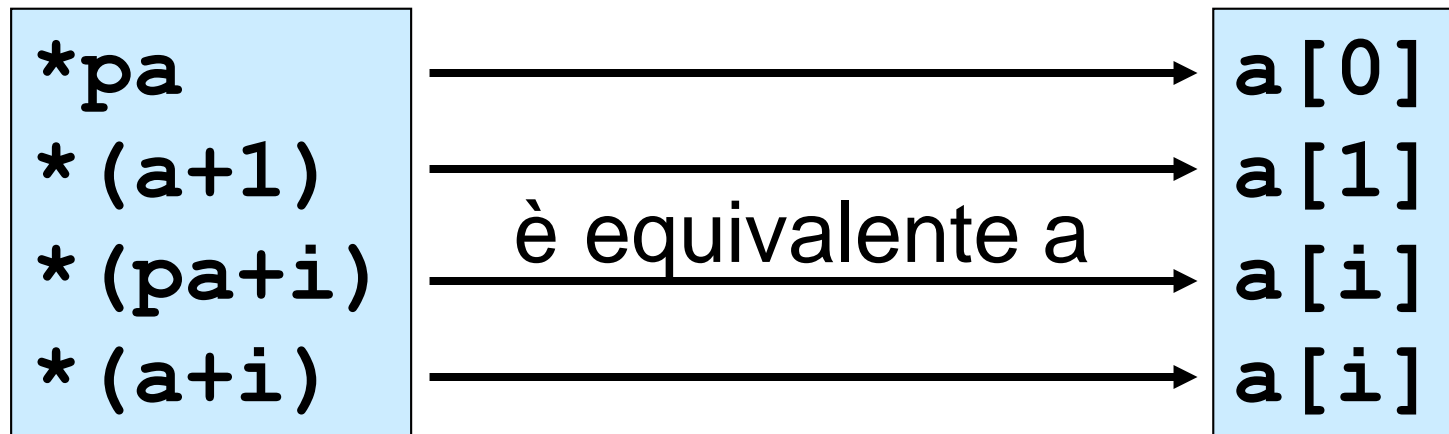 *pa
*(a+1)
*(pa+i)
*(a+i)
è equivalente a
a[0]
a[1]
a[i]
a[i]